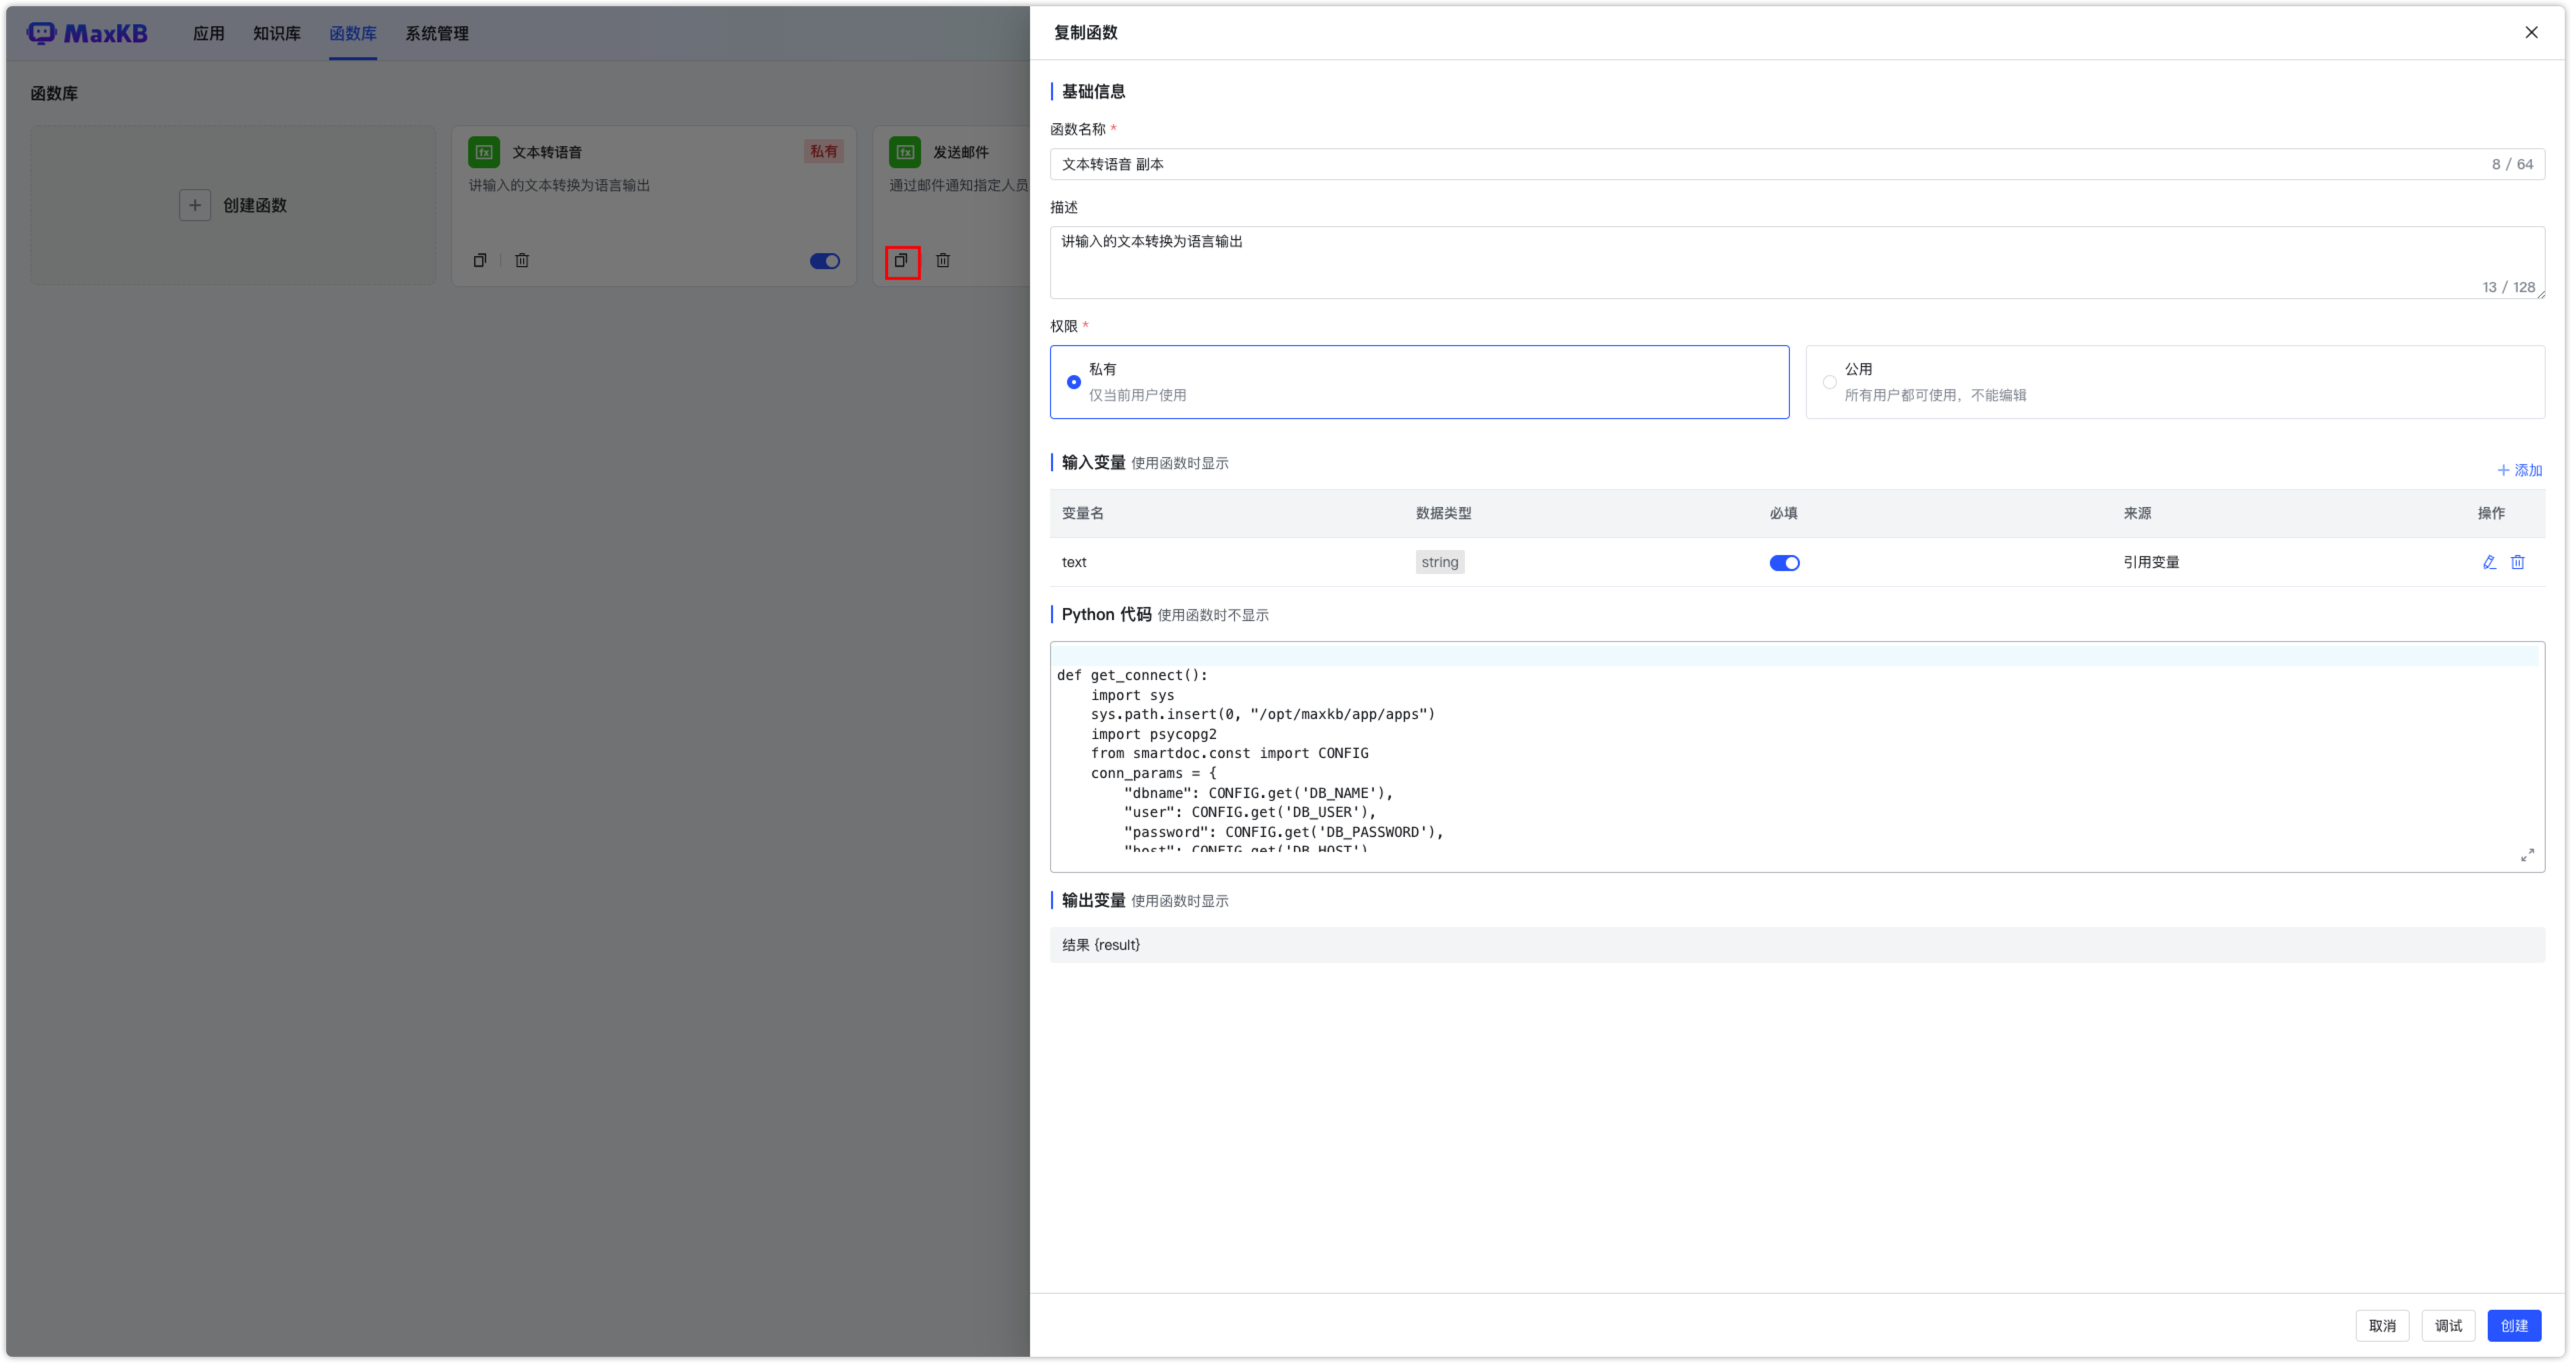 MaxKB
应用
知识库
函数库
系统管理
函数库
创建函数
文本转语音
私有
讲输入的文本转换为语言输出
发送邮件
通过邮件通知指定人员
复制函数
基础信息
函数名称 *
文本转语音 副本
8 / 64
描述
讲输入的文本转换为语言输出
13 / 128
权限 *
私有
仅当前用户使用
公用
所有用户都可使用，不能编辑
输入变量 使用函数时显示
+ 添加
变量名 数据类型 必填 来源 操作
text string 引用变量
Python 代码 使用函数时不显示
def get_connect():
    import sys
    sys.path.insert(0, "/opt/maxkb/app/apps")
    import psycopg2
    from smartdoc.const import CONFIG
    conn_params = {
        "dbname": CONFIG.get('DB_NAME'),
        "user": CONFIG.get('DB_USER'),
        "password": CONFIG.get('DB_PASSWORD'),
        "host": CONFIG.get('DB_HOST')
输出变量 使用函数时显示
结果 {result}
取消
调试
创建